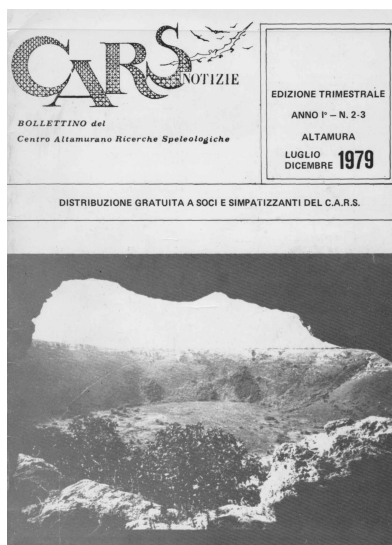 CARS NOTIZIE
BOLLETTINO del
Centro Altamurano Ricerche Speleologiche
EDIZIONE TRIMESTRALE
ANNO I° – N. 2-3
ALTAMURA
LUGLIO
DICEMBRE 1979
DISTRIBUZIONE GRATUITA A SOCI E SIMPATIZZANTI DEL C.A.R.S.